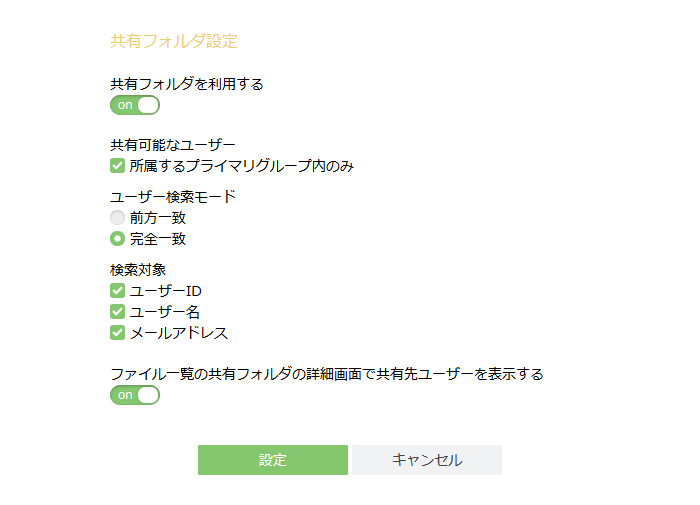 共有フォルダ設定
共有フォルダを利用する
on
共有可能なユーザー
所属するプライマリグループ内のみ
ユーザー検索モード
前方一致
完全一致
検索対象
ユーザーID
ユーザー名
メールアドレス
ファイル一覧の共有フォルダの詳細画面で共有先ユーザーを表示する
on
設定 キャンセル